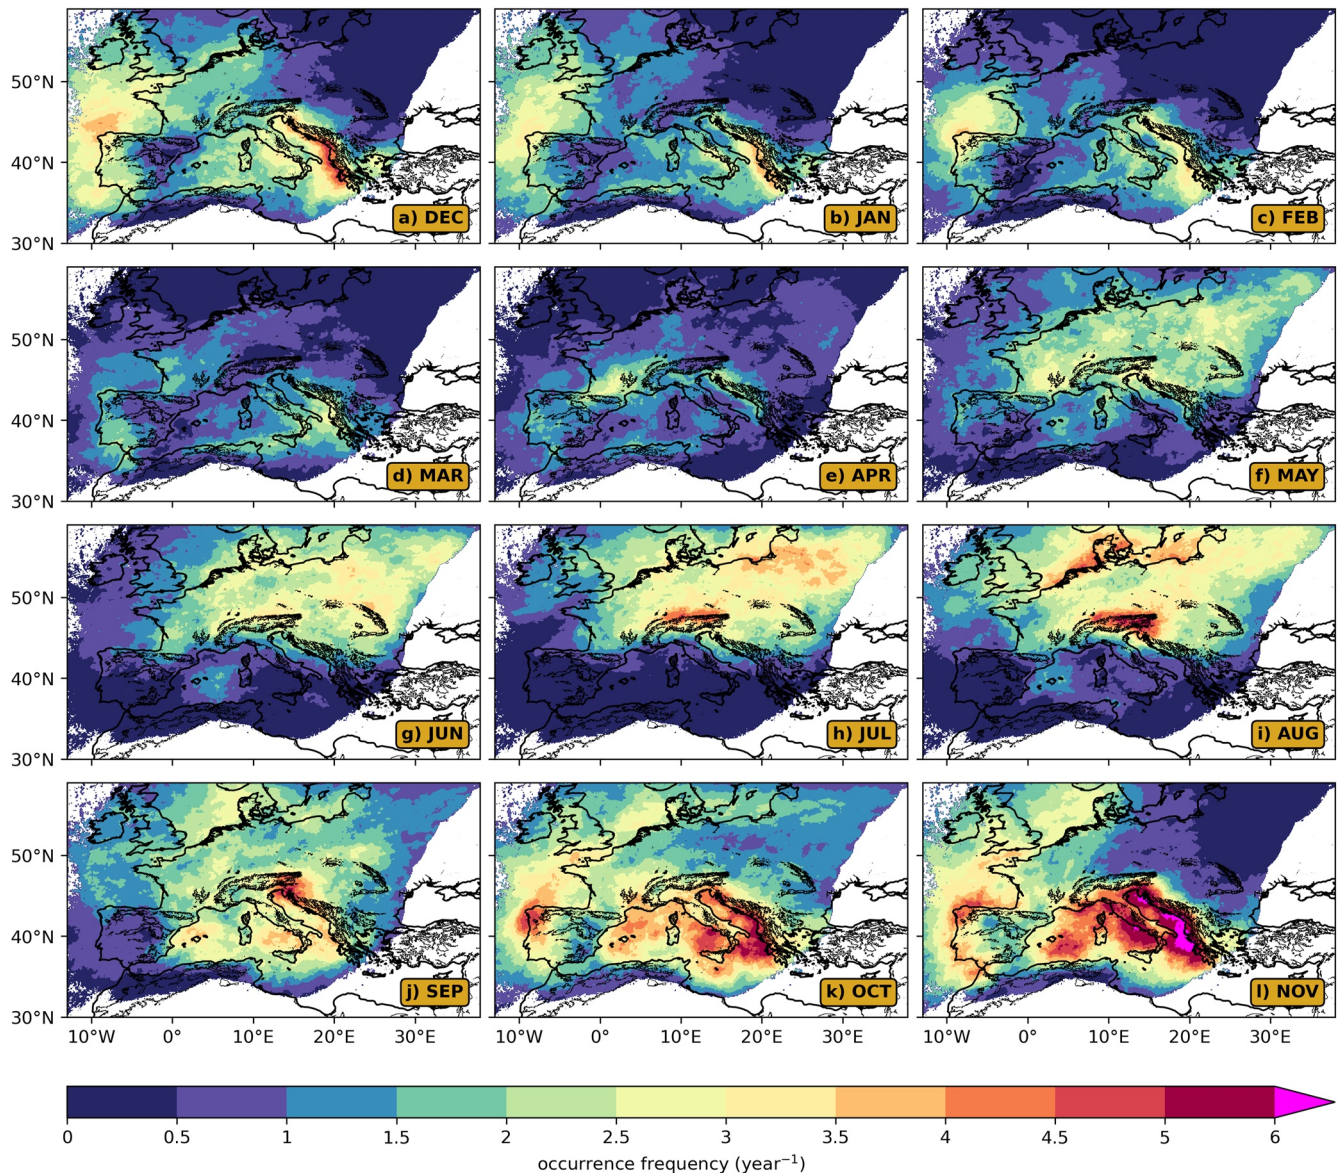 50°N
40°N
30°N
a) DEC
b) JAN
c) FEB
50°N
40°N
30°N
d) MAR
e) APR
f) MAY
50°N
40°N
30°N
g) JUN
h) JUL
i) AUG
50°N
40°N
30°N
j) SEP
k) OCT
l) NOV
10°W 0° 10°E 20°E 30°E
10°W 0° 10°E 20°E 30°E
10°W 0° 10°E 20°E 30°E
0 0.5 1 1.5 2 2.5 3 3.5 4 4.5 5 6
occurrence frequency (year⁻¹)